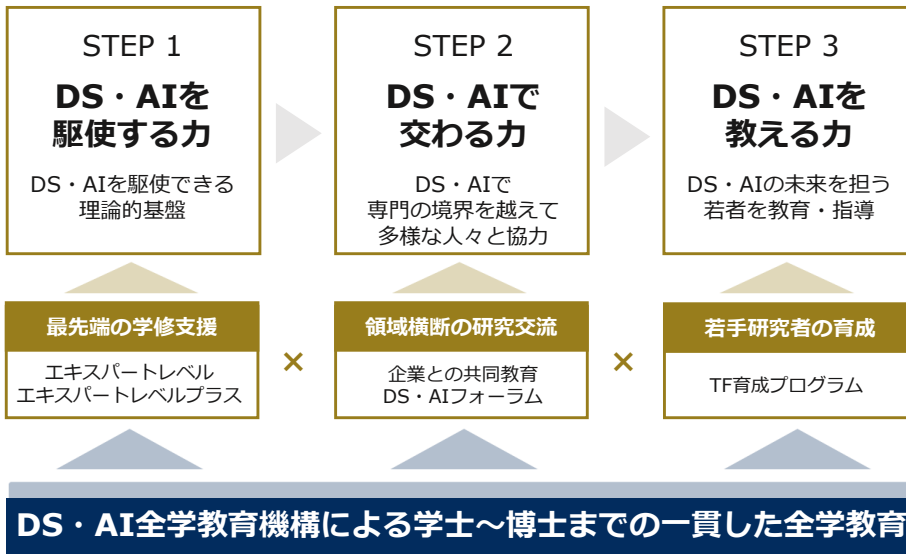 STEP 1
DS・AIを
駆使する力
DS・AIを駆使できる
理論的基盤
STEP 2
DS・AIで
交わる力
DS・AIで
専門の境界を越えて
多様な人々と協力
STEP 3
DS・AIを
教える力
DS・AIの未来を担う
若者を教育・指導
最先端の学修支援
エキスパートレベル
エキスパートレベルプラス
×
領域横断の研究交流
企業との共同教育
DS・AIフォーラム
×
若手研究者の育成
TF育成プログラム
DS・AI全学教育機構による学士～博士までの一貫した全学教育